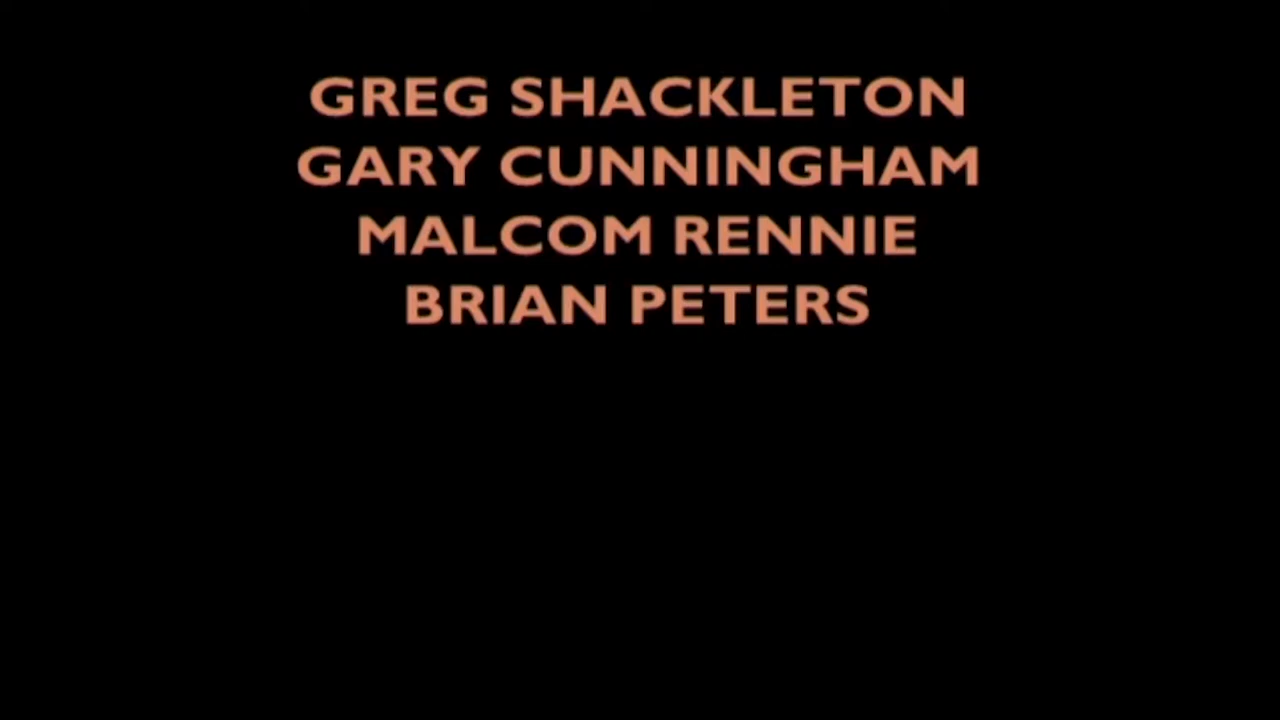 GREG SHACKLETON
GARY CUNNINGHAM
MALCOM RENNIE
BRIAN PETERS